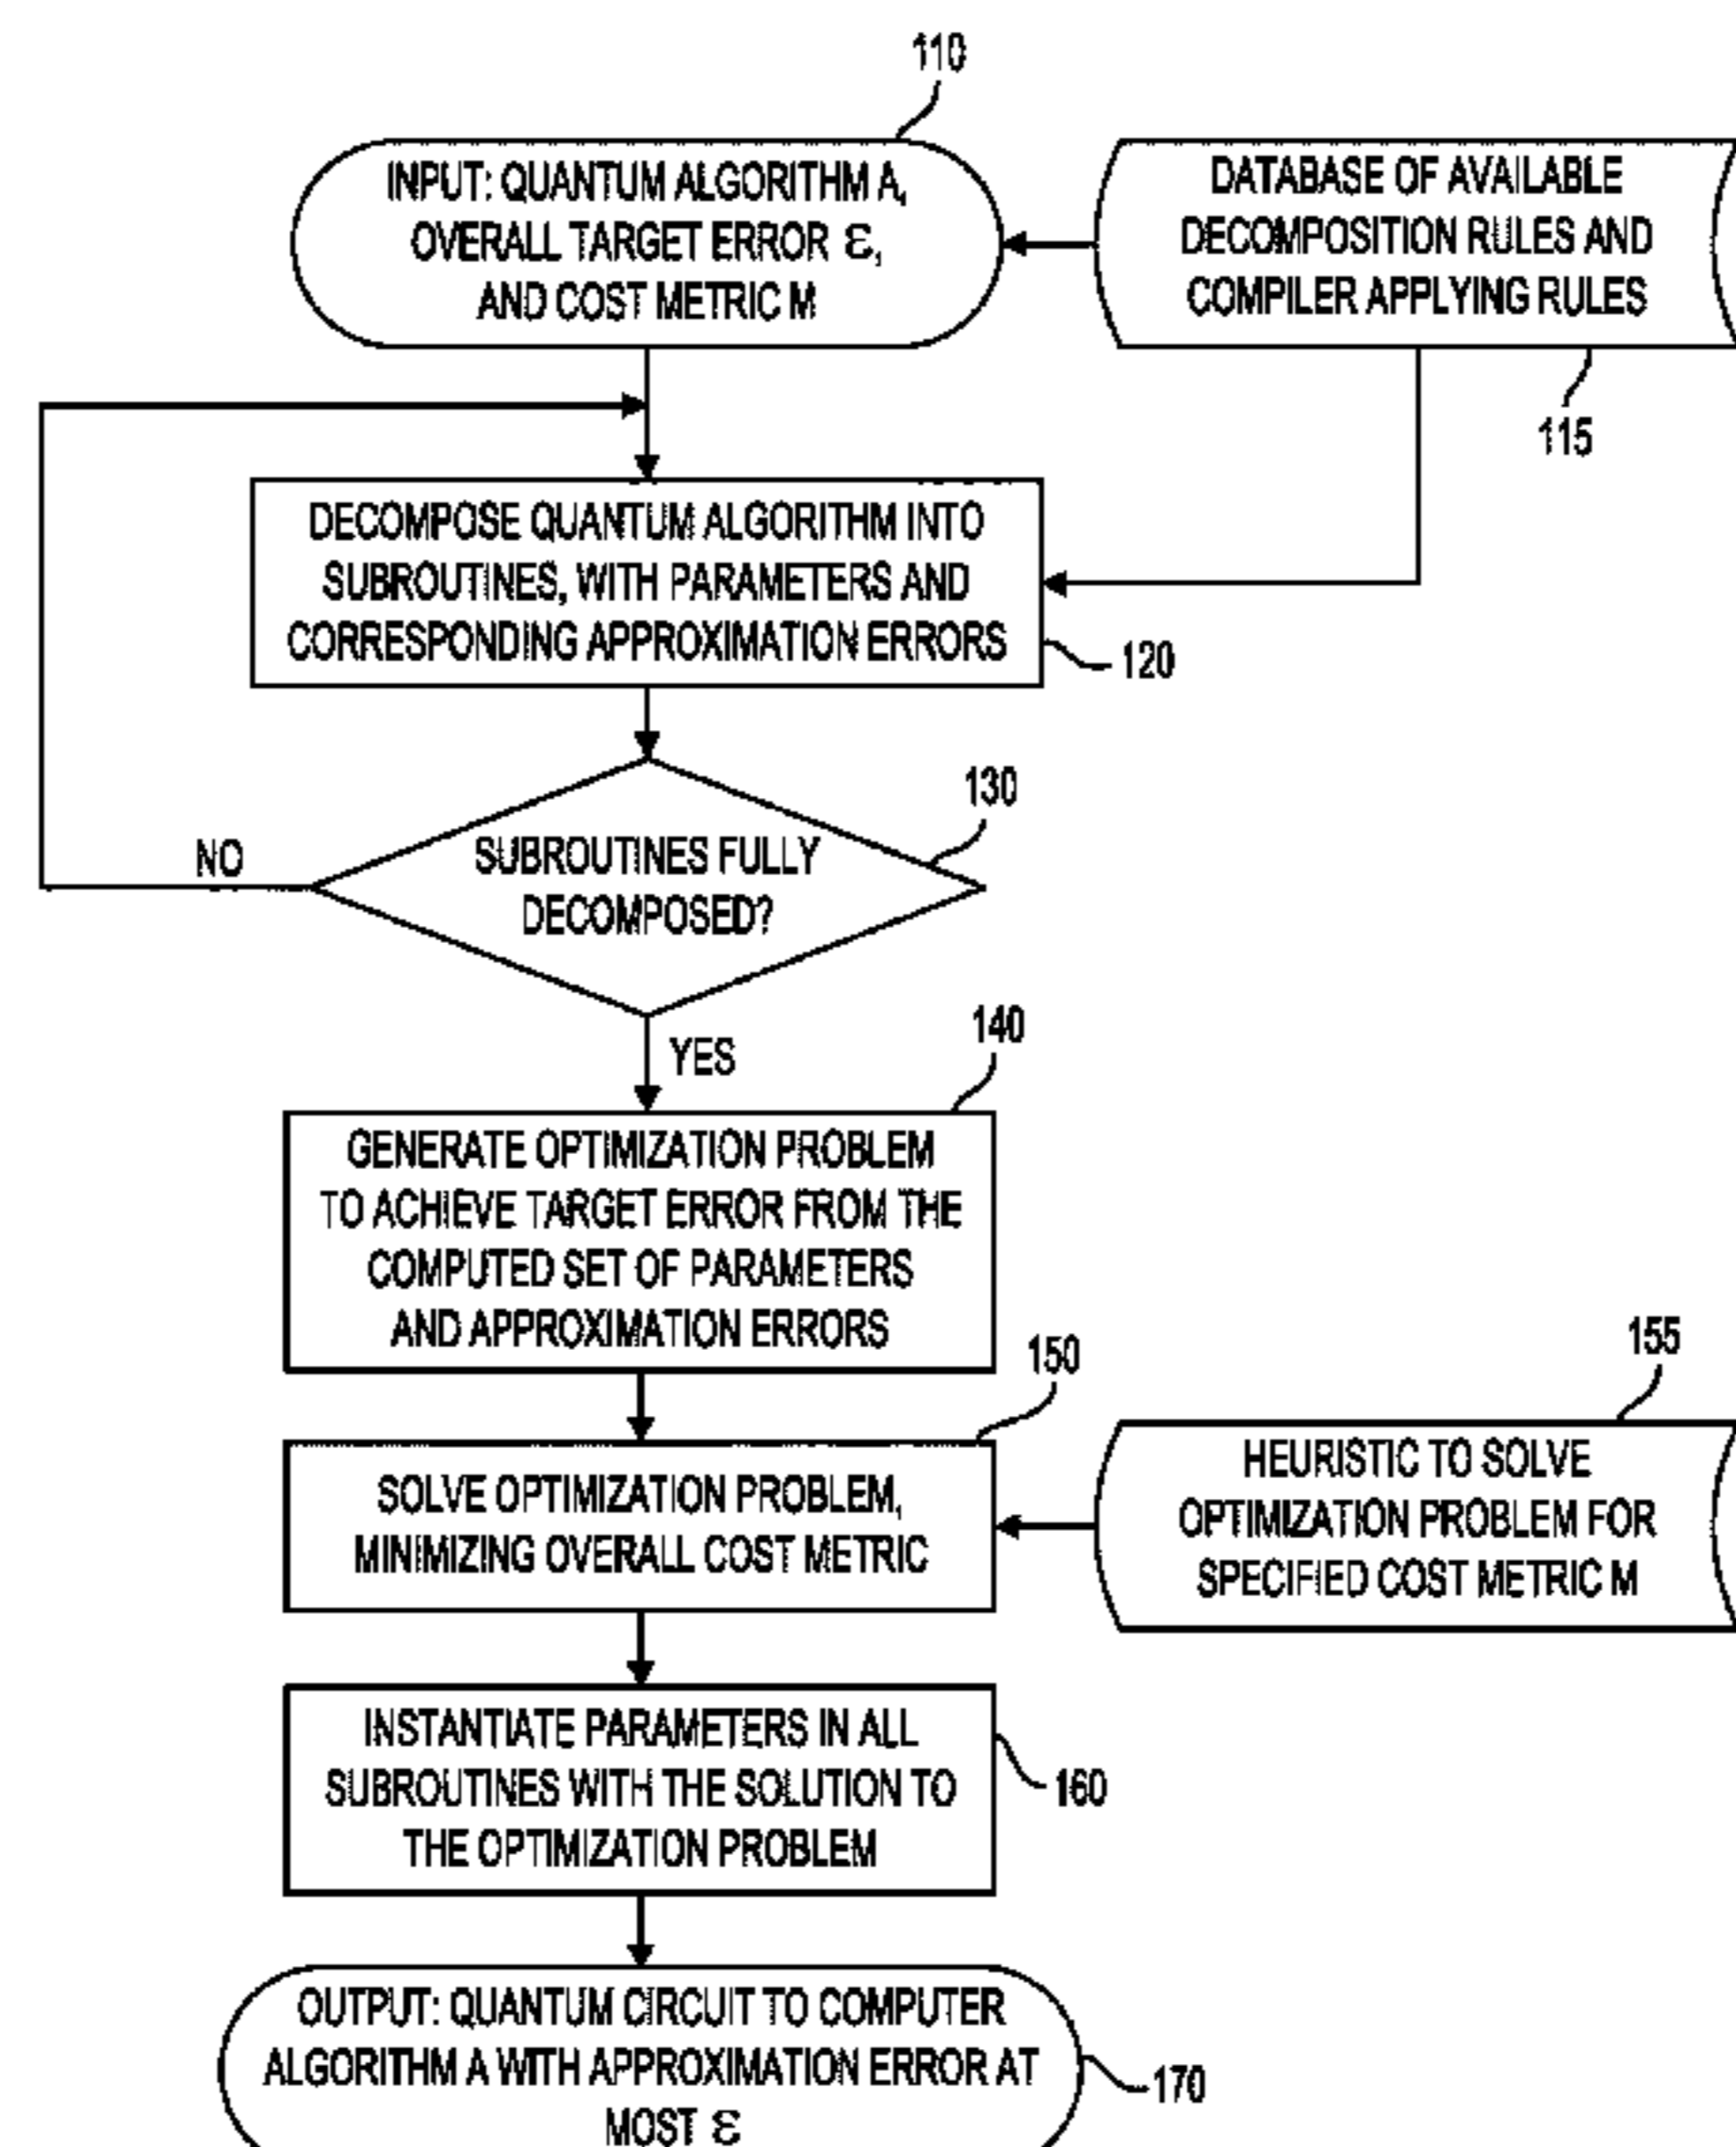 110
INPUT: QUANTUM ALGORITHM A,
OVERALL TARGET ERROR ε,
AND COST METRIC M
DATABASE OF AVAILABLE
DECOMPOSITION RULES AND
COMPILER APPLYING RULES
115
DECOMPOSE QUANTUM ALGORITHM INTO
SUBROUTINES, WITH PARAMETERS AND
CORRESPONDING APPROXIMATION ERRORS
120
130
NO
SUBROUTINES FULLY
DECOMPOSED?
YES
140
GENERATE OPTIMIZATION PROBLEM
TO ACHIEVE TARGET ERROR FROM THE
COMPUTED SET OF PARAMETERS
AND APPROXIMATION ERRORS
150
SOLVE OPTIMIZATION PROBLEM,
MINIMIZING OVERALL COST METRIC
155
HEURISTIC TO SOLVE
OPTIMIZATION PROBLEM FOR
SPECIFIED COST METRIC M
INSTANTIATE PARAMETERS IN ALL
SUBROUTINES WITH THE SOLUTION TO
THE OPTIMIZATION PROBLEM
160
OUTPUT: QUANTUM CIRCUIT TO COMPUTER
ALGORITHM A WITH APPROXIMATION ERROR AT
MOST ε
170